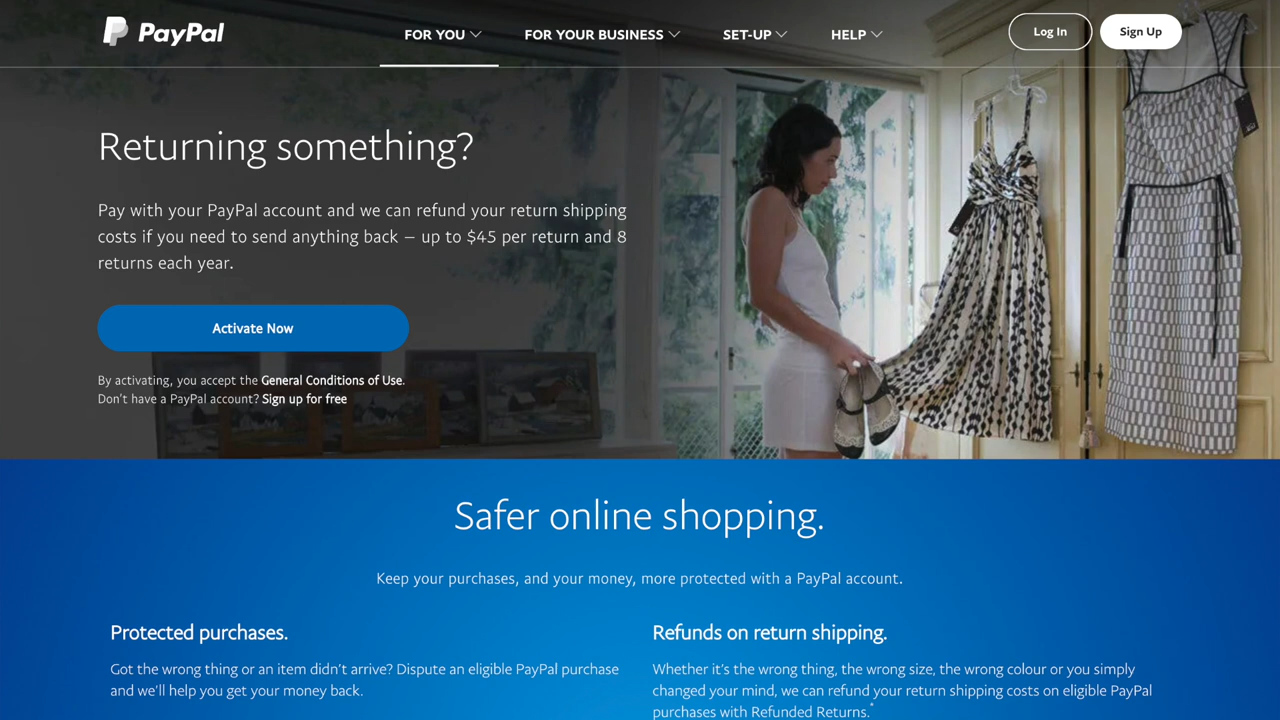 PayPal
FOR YOU
FOR YOUR BUSINESS
SET-UP
HELP
Log In
Sign Up
Returning something?
Pay with your PayPal account and we can refund your return shipping
costs if you need to send anything back – up to $45 per return and 8
returns each year.
Activate Now
By activating, you accept the General Conditions of Use.
Don't have a PayPal account? Sign up for free
Safer online shopping.
Keep your purchases, and your money, more protected with a PayPal account.
Protected purchases.
Got the wrong thing or an item didn't arrive? Dispute an eligible PayPal purchase
and we'll help you get your money back.
Refunds on return shipping.
Whether it's the wrong thing, the wrong size, the wrong colour or you simply
changed your mind, we can refund your return shipping costs on eligible PayPal
purchases with Refunded Returns.*